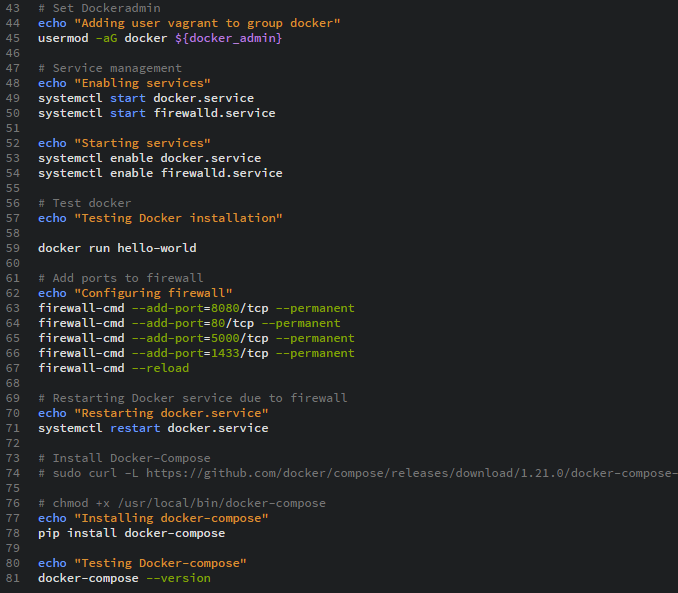 43 # Set Dockeradmin
44 echo "Adding user vagrant to group docker"
45 usermod -aG docker ${docker_admin}
46
47 # Service management
48 echo "Enabling services"
49 systemctl start docker.service
50 systemctl start firewalld.service
51
52 echo "Starting services"
53 systemctl enable docker.service
54 systemctl enable firewalld.service
55
56 # Test docker
57 echo "Testing Docker installation"
58
59 docker run hello-world
60
61 # Add ports to firewall
62 echo "Configuring firewall"
63 firewall-cmd --add-port=8080/tcp --permanent
64 firewall-cmd --add-port=80/tcp --permanent
65 firewall-cmd --add-port=5000/tcp --permanent
66 firewall-cmd --add-port=1433/tcp --permanent
67 firewall-cmd --reload
68
69 # Restarting Docker service due to firewall
70 echo "Restarting docker.service"
71 systemctl restart docker.service
72
73 # Install Docker-Compose
74 # sudo curl -L https://github.com/docker/compose/releases/download/1.21.0/docker-compose-
75
76 # chmod +x /usr/local/bin/docker-compose
77 echo "Installing docker-compose"
78 pip install docker-compose
79
80 echo "Testing Docker-compose"
81 docker-compose --version